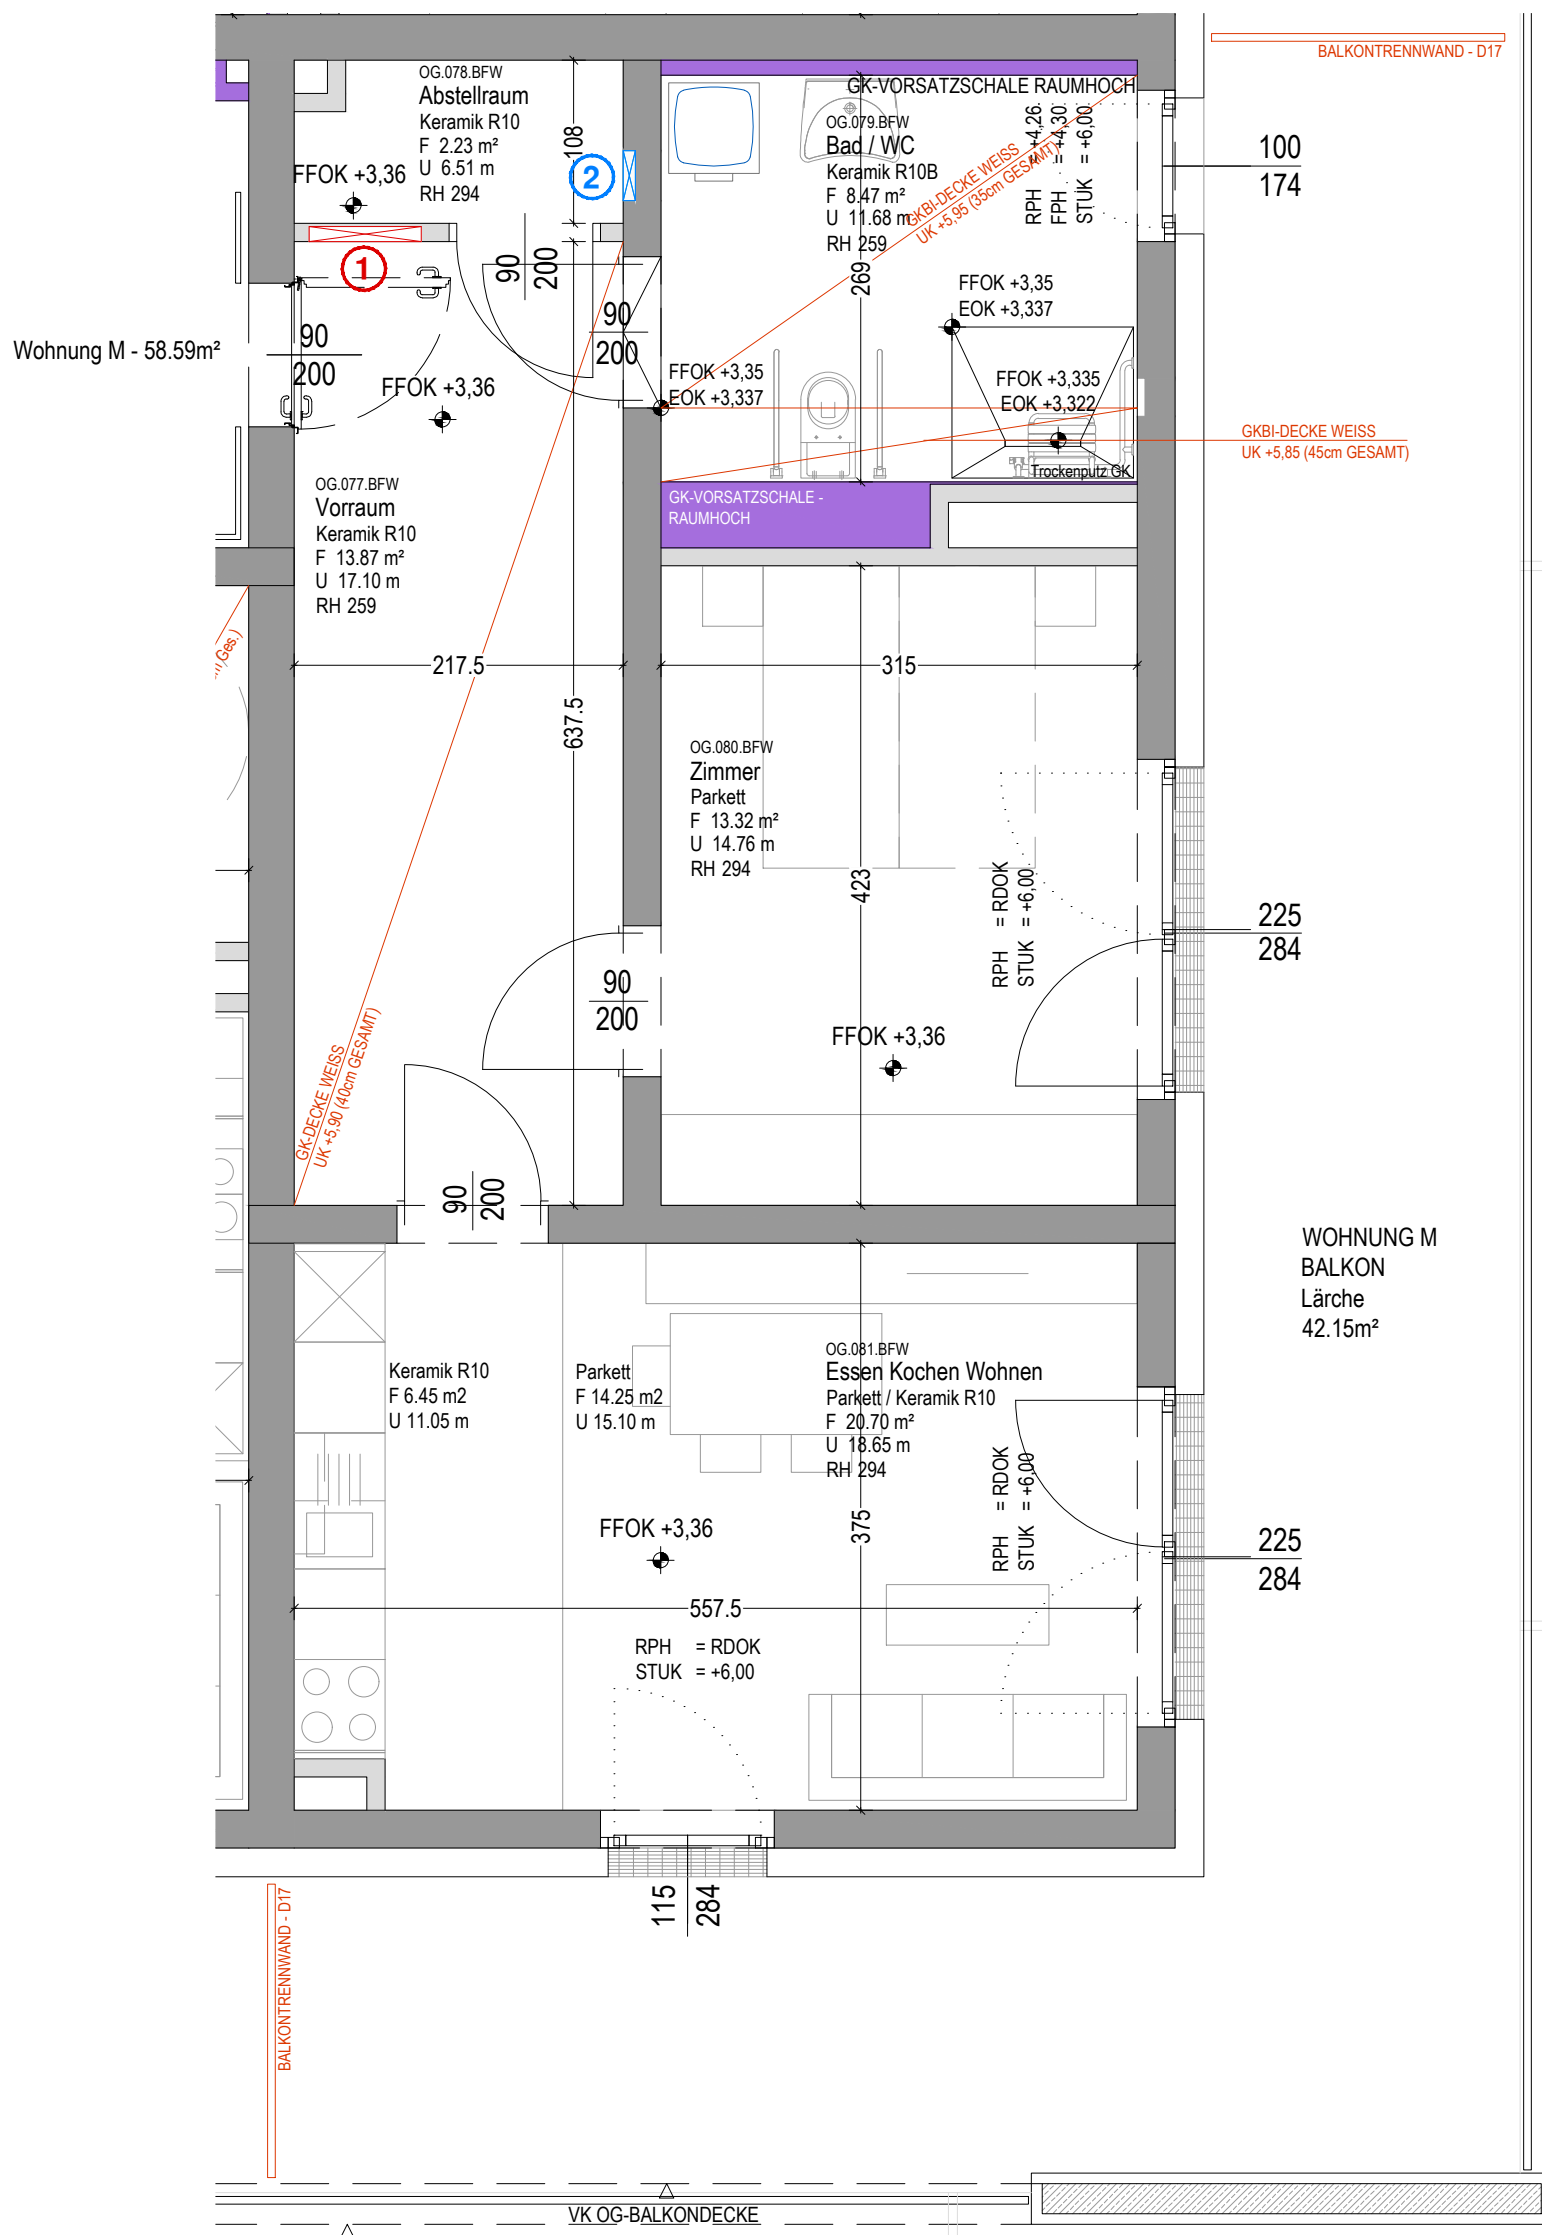 BALKONTRENNWAND - D17
OG.078.BFW
Abstellraum
Keramik R10
F 2.23 m²
U 6.51 m
RH 294
FFOK +3,36
108
2
1
GK-VORSATZSCHALE RAUMHOCH
OG.079.BFW
Bad / WC
Keramik R10B
F 8.47 m²
U 11.68 m
RH 259
GKBI-DECKE WEISS
UK +5,95 (35cm GESAMT)
RPH = +4,26
FPH = +4,30
STUK = +6,00
100
174
269
90
200
90
200
90
200
Wohnung M - 58.59m²
FFOK +3,36
FFOK +3,35
EOK +3,337
FFOK +3,35
EOK +3,337
FFOK +3,335
EOK +3,322
Trockenputz GK
GKBI-DECKE WEISS
UK +5,85 (45cm GESAMT)
GK-VORSATZSCHALE -
RAUMHOCH
OG.077.BFW
Vorraum
Keramik R10
F 13.87 m²
U 17.10 m
RH 259
Ges.)
217.5
315
637.5
OG.080.BFW
Zimmer
Parkett
F 13.32 m²
U 14.76 m
RH 294
423
RPH = RDOK
STUK = +6,00
225
284
90
200
FFOK +3,36
GK-DECKE WEISS
UK +5,90 (40cm GESAMT)
90
200
WOHNUNG M
BALKON
Lärche
42.15m²
Keramik R10
F 6.45 m2
U 11.05 m
Parkett
F 14.25 m2
U 15.10 m
OG.081.BFW
Essen Kochen Wohnen
Parkett / Keramik R10
F 20.70 m²
U 18.65 m
RH 294
RPH = RDOK
STUK = +6,00
375
FFOK +3,36
225
284
557.5
RPH = RDOK
STUK = +6,00
115
284
BALKONTRENNWAND - D17
VK OG-BALKONDECKE